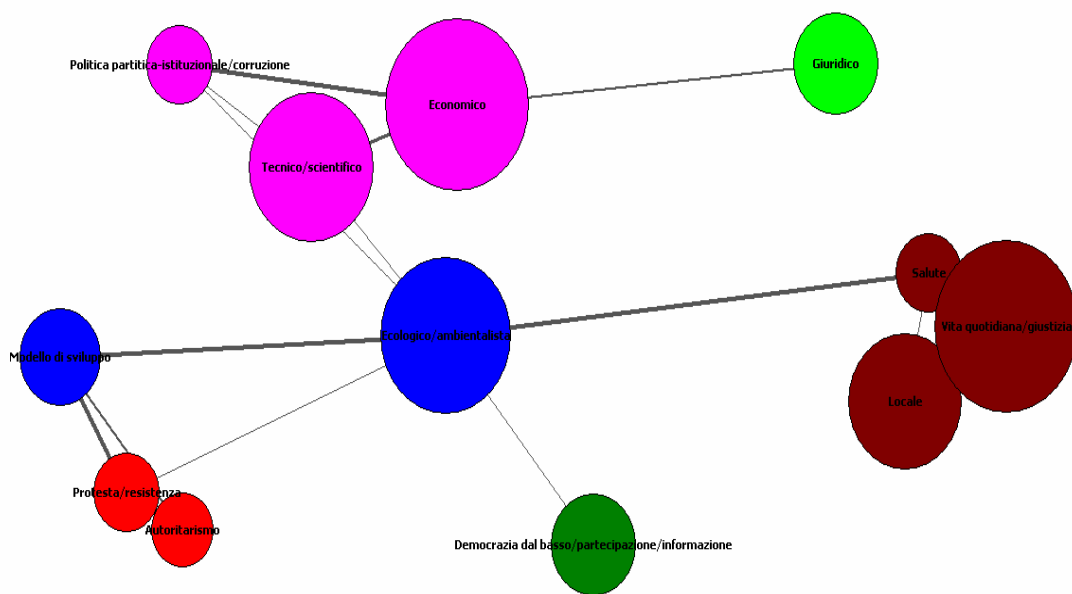 Politica partitica-istituzionale/corruzione
Giuridico
Economico
Tecnico/scientifico
Salute
Vita quotidiana/giustizia
Ecologico/ambientalista
Modello di sviluppo
Locale
Protesta/resistenza
Autoritarismo
Democrazia dal basso/partecipazione/informazione